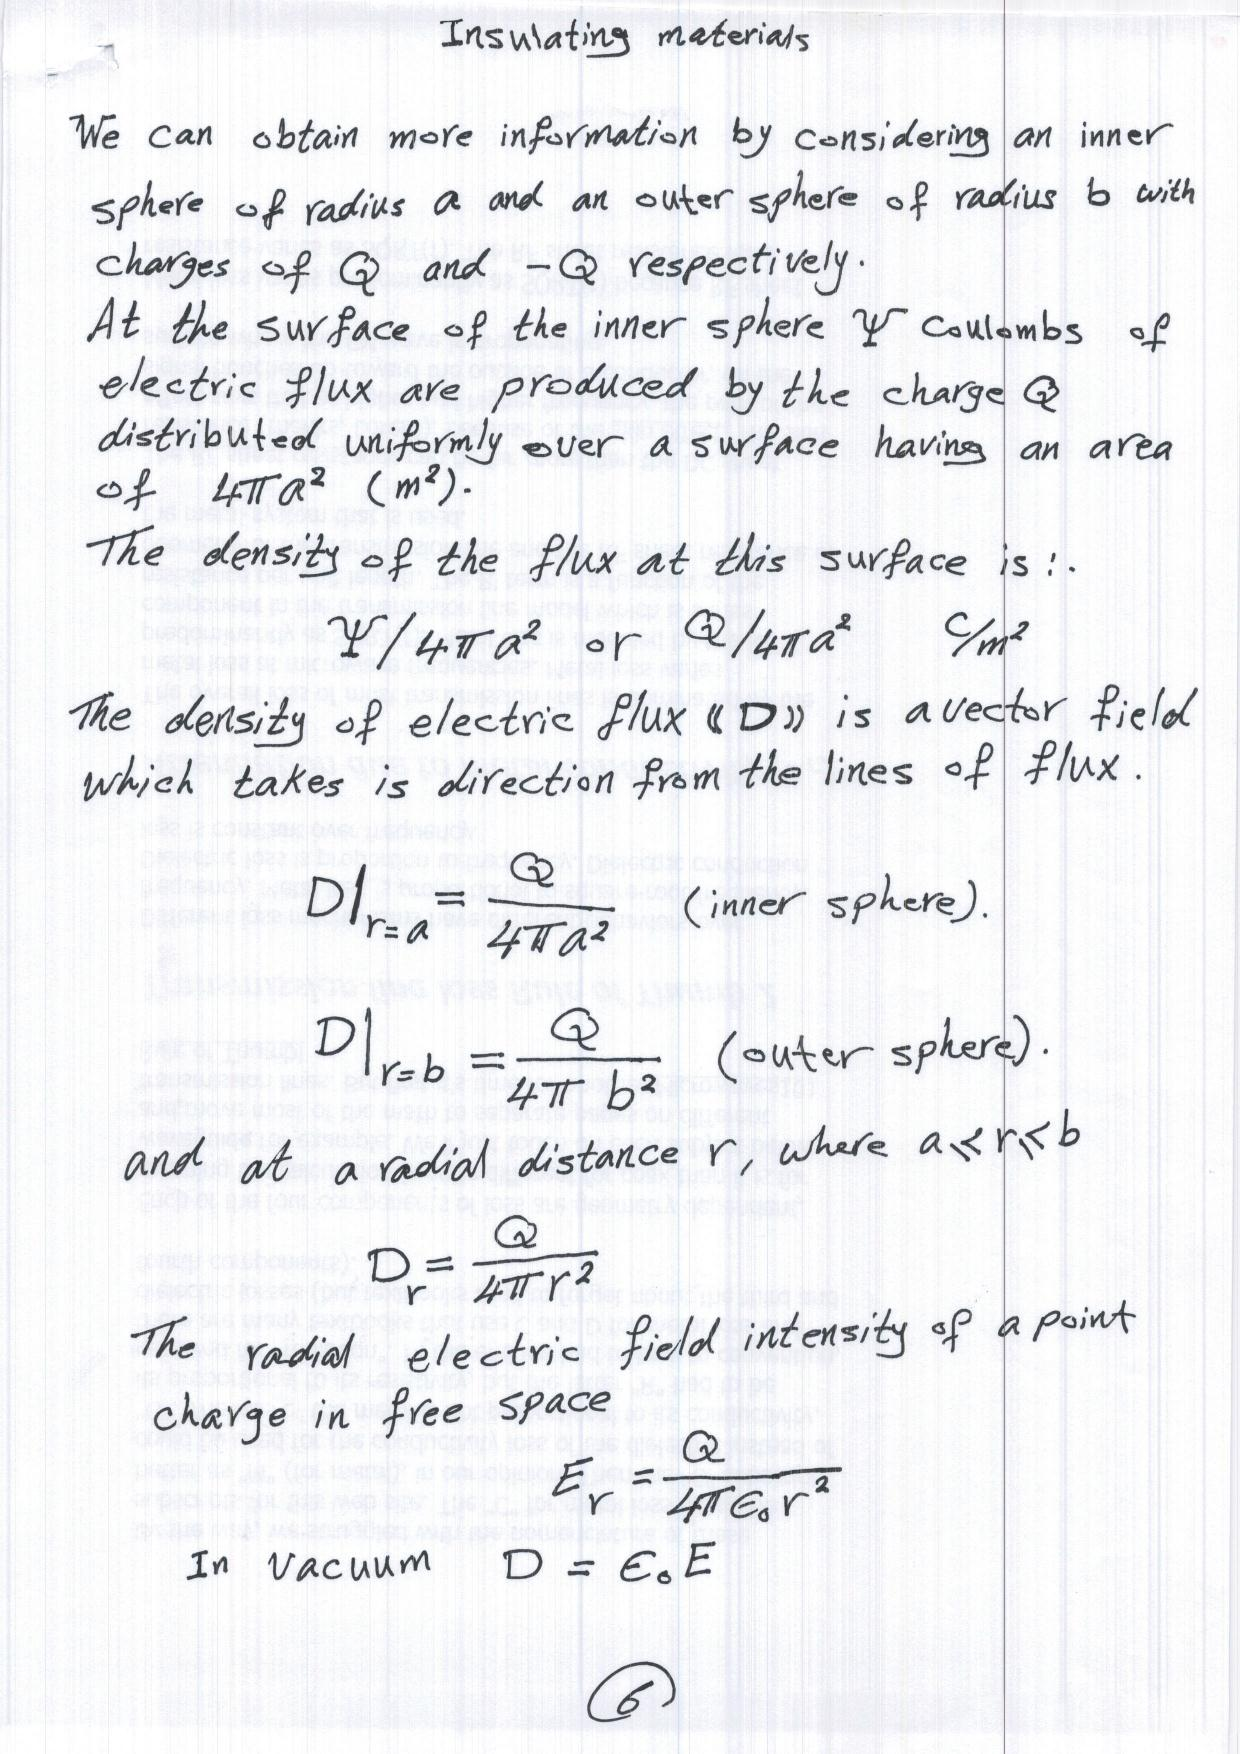 Insulating materials
We can obtain more information by considering an inner
sphere of radius a and an outer sphere of radius b with
charges of Q and -Q respectively.
At the surface of the inner sphere Ψ Coulombs of
electric flux are produced by the charge Q
distributed uniformly over a surface having an area
of 4πa² (m²).
The density of the flux at this surface is :.
Ψ/4πa² or Q/4πa² C/m²
The density of electric flux «D» is a vector field
which takes is direction from the lines of flux.
D|r=a = Q/4πa² (inner sphere).
D|r=b = Q/4π b² (outer sphere).
and at a radial distance r, where a⩽r⩽b
Dr = Q/4πr²
The radial electric field intensity of a point
charge in free space
Er = Q/4πϵ₀r²
In vacuum D = ϵ₀E
6